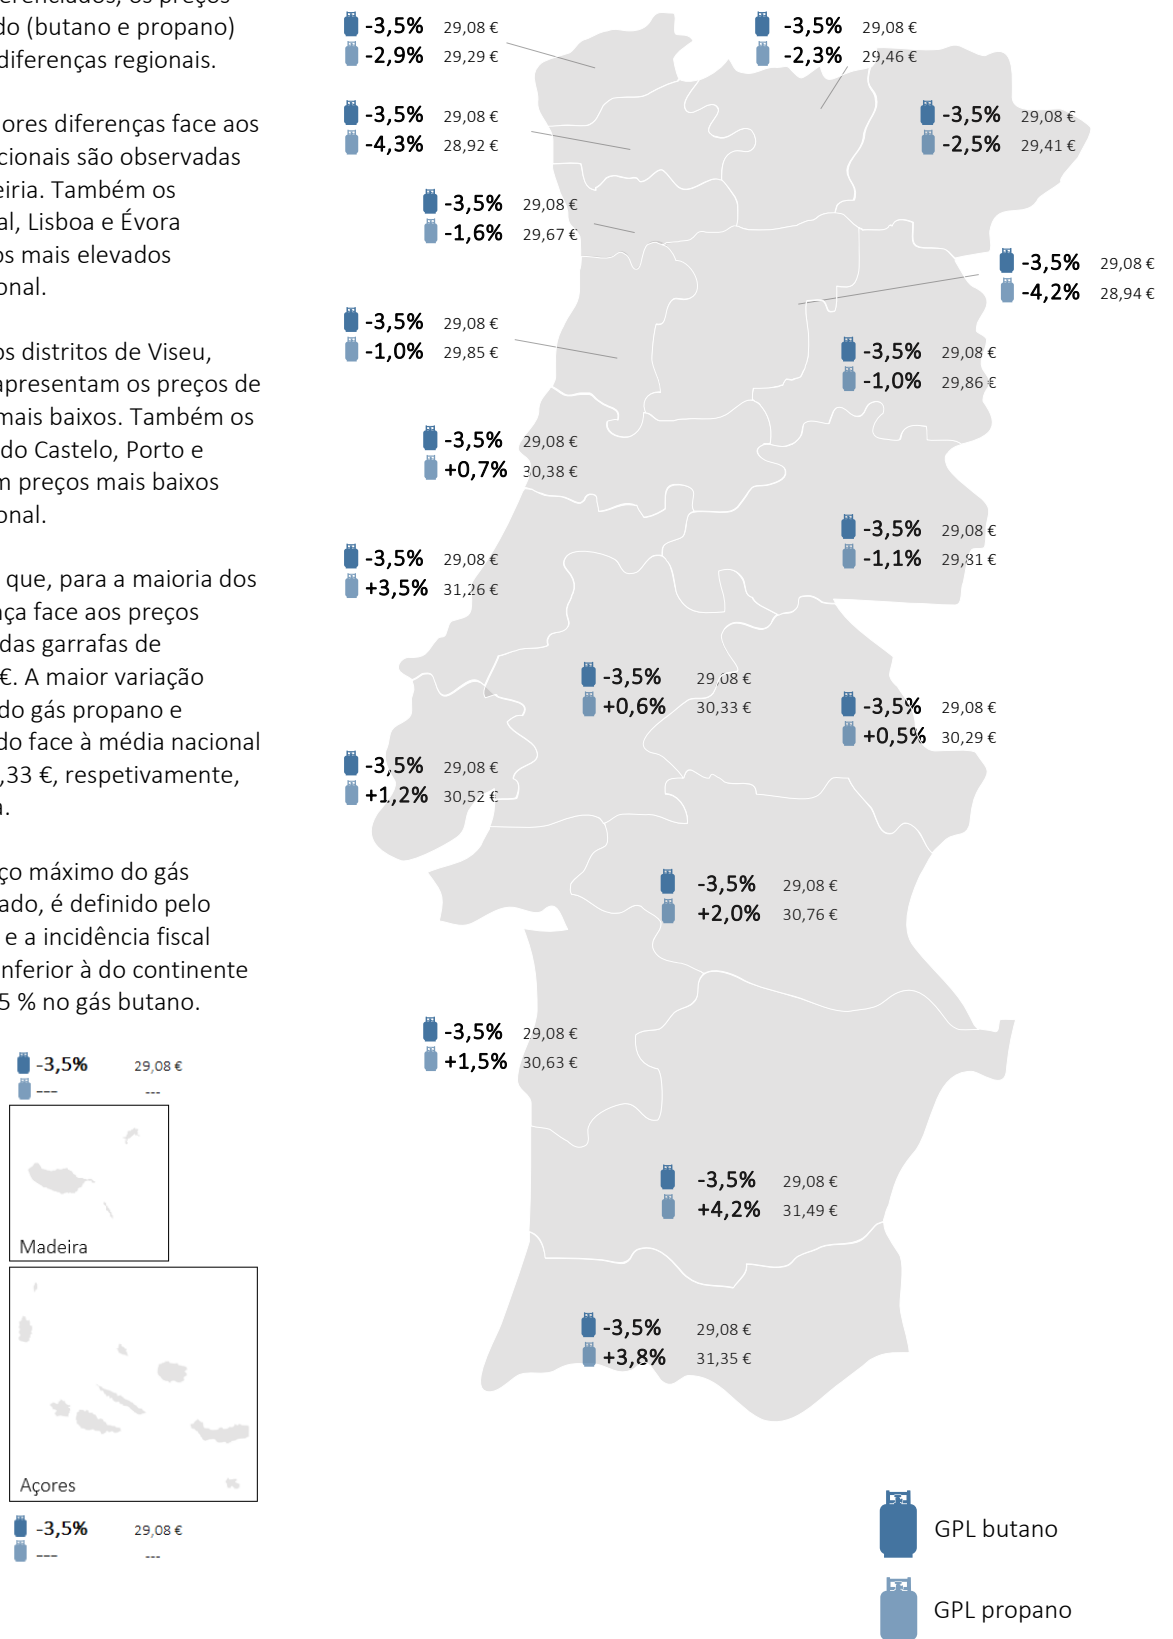 do (butano e propano)
diferenças regionais.
ores diferenças face aos
cionais são observadas
eiria. Também os
al, Lisboa e Évora
os mais elevados
onal.
os distritos de Viseu,
apresentam os preços de
mais baixos. Também os
do Castelo, Porto e
m preços mais baixos
onal.
que, para a maioria dos
nça face aos preços
das garrafas de
€. A maior variação
do gás propano e
do face à média nacional
,33 €, respetivamente,
a.
ço máximo do gás
ado, é definido pelo
e a incidência fiscal
inferior à do continente
5 % no gás butano.
-3,5% 29,08 €
--- ---
Madeira
Açores
-3,5% 29,08 €
--- ---
-3,5% 29,08 €
-2,9% 29,29 €
-3,5% 29,08 €
-2,3% 29,46 €
-3,5% 29,08 €
-4,3% 28,92 €
-3,5% 29,08 €
-2,5% 29,41 €
-3,5% 29,08 €
-1,6% 29,67 €
-3,5% 29,08 €
-4,2% 28,94 €
-3,5% 29,08 €
-1,0% 29,85 €
-3,5% 29,08 €
-1,0% 29,86 €
-3,5% 29,08 €
+0,7% 30,38 €
-3,5% 29,08 €
-1,1% 29,81 €
-3,5% 29,08 €
+3,5% 31,26 €
-3,5% 29,08 €
+0,6% 30,33 €
-3,5% 29,08 €
+0,5% 30,29 €
-3,5% 29,08 €
+1,2% 30,52 €
-3,5% 29,08 €
+2,0% 30,76 €
-3,5% 29,08 €
+1,5% 30,63 €
-3,5% 29,08 €
+4,2% 31,49 €
-3,5% 29,08 €
+3,8% 31,35 €
GPL butano
GPL propano